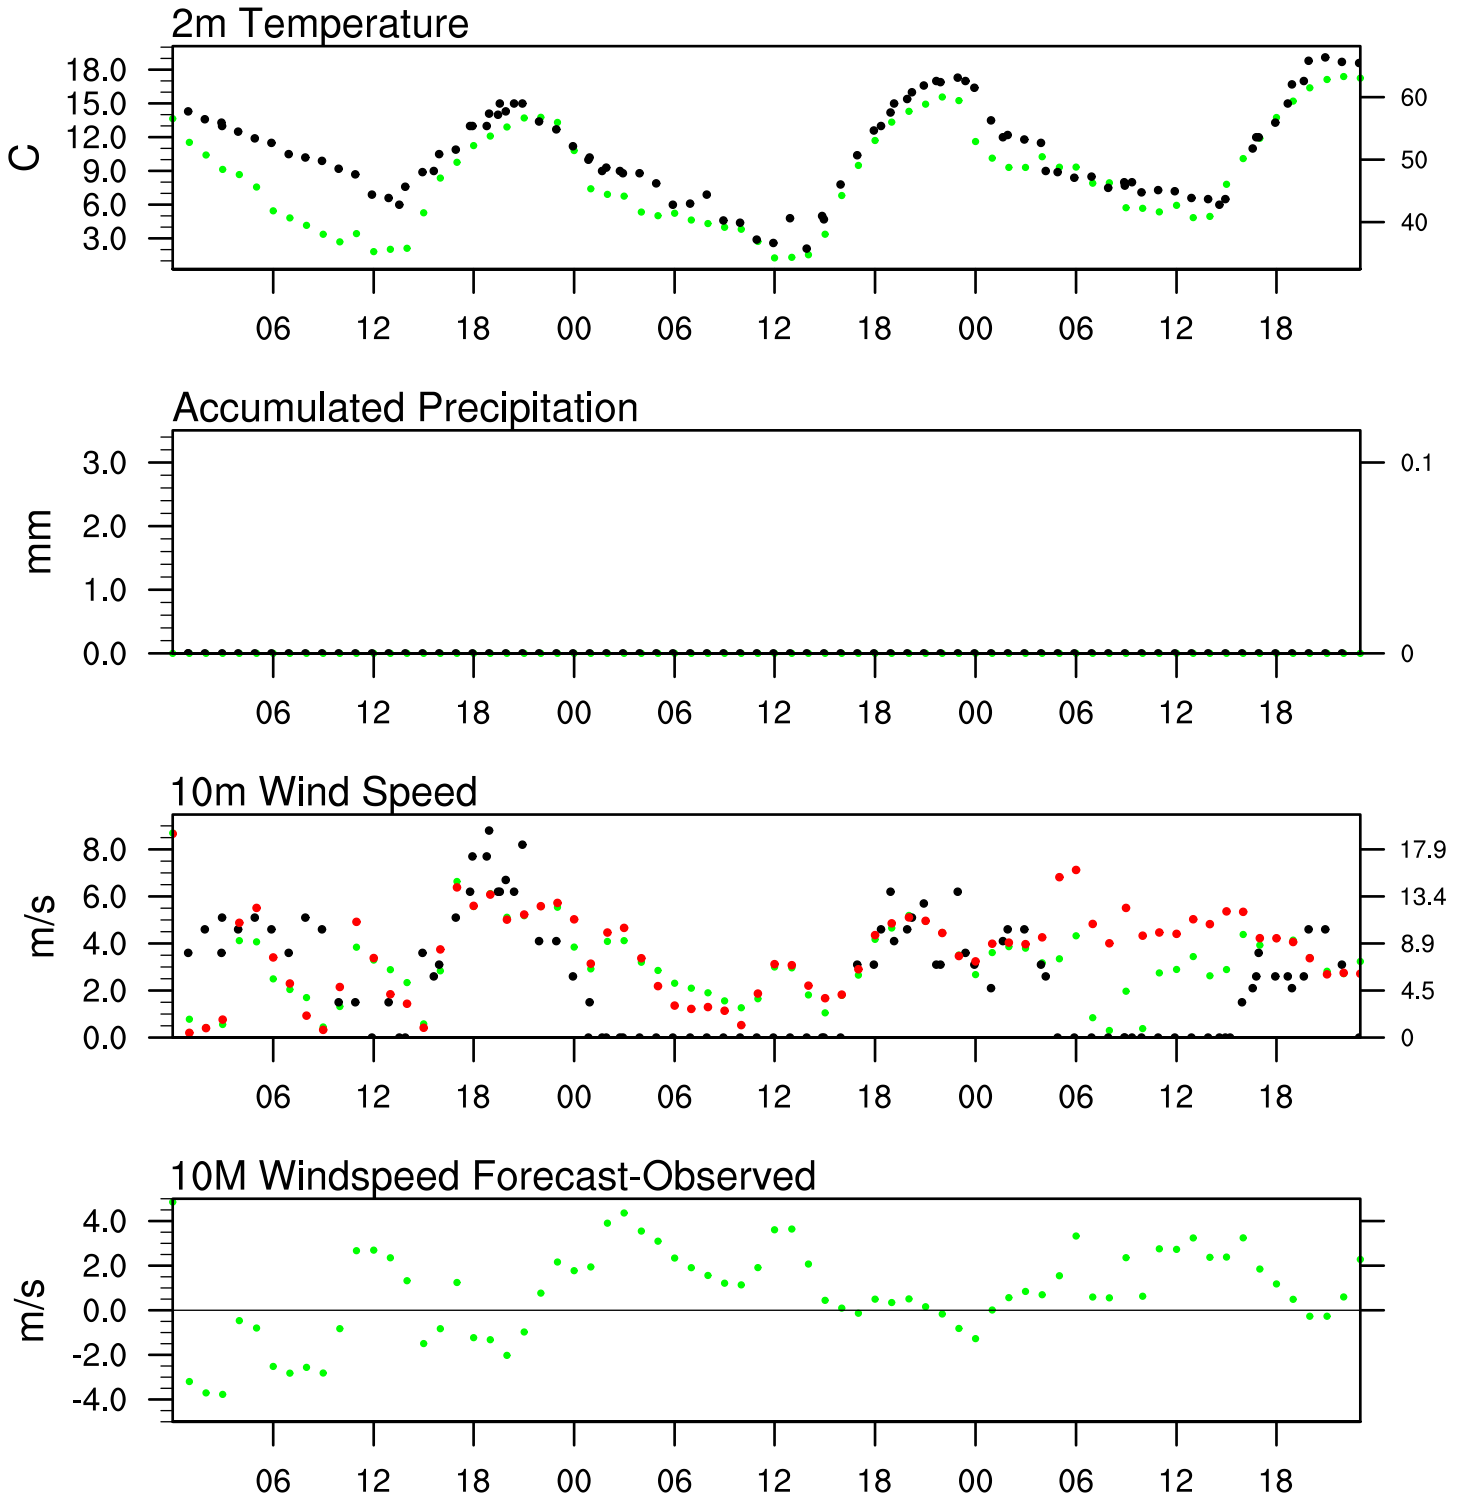 2m Temperature
18.0
15.0
12.0
9.0
6.0
3.0
C
60
50
40
06 12 18 00 06 12 18 00 06 12 18
Accumulated Precipitation
3.0
2.0
1.0
0.0
mm
0.1
0
06 12 18 00 06 12 18 00 06 12 18
10m Wind Speed
8.0
6.0
4.0
2.0
0.0
m/s
17.9
13.4
8.9
4.5
0
06 12 18 00 06 12 18 00 06 12 18
10M Windspeed Forecast-Observed
4.0
2.0
0.0
-2.0
-4.0
m/s
06 12 18 00 06 12 18 00 06 12 18